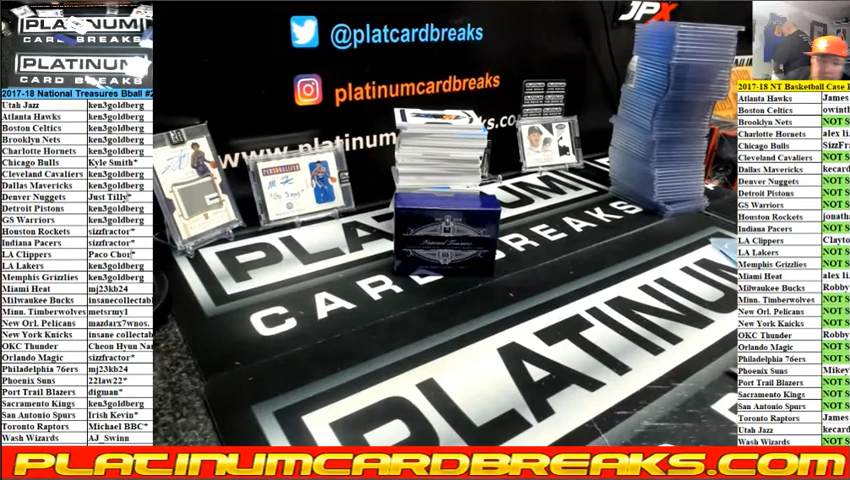 PLATINUM
CARD BREAKS
PLATINUM
CARD BREAKS
2017-18 National Treasures Bball #2
Utah Jazz ken3goldberg
Atlanta Hawks ken3goldberg
Boston Celtics ken3goldberg
Brooklyn Nets ken3goldberg
Charlotte Hornets ken3goldberg
Chicago Bulls Kyle Smith*
Cleveland Cavaliers ken3goldberg
Dallas Mavericks ken3goldberg
Denver Nuggets Just Tilly*
Detroit Pistons ken3goldberg
GS Warriors ken3goldberg
Houston Rockets sizzfractor*
Indiana Pacers sizzfractor*
LA Clippers Paco Chor*
LA Lakers ken3goldberg
Memphis Grizzlies ken3goldberg
Miami Heat mj23kb24
Milwaukee Bucks insanecollectabl
Minn. Timberwolves metsrmy1
New Orl. Pelicans mazdarx7wnos.
New York Knicks insane collectab
OKC Thunder Cheon Hyun Nam
Orlando Magic sizzfractor*
Philadelphia 76ers mj23kb24
Phoenix Suns 22law22*
Port Trail Blazers digman*
Sacramento Kings ken3goldberg
San Antonio Spurs Irish Kevin*
Toronto Raptors Michael BBC*
Wash Wizards AJ_Swinn
JPX
@platcardbreaks
platinumcardbreaks
www.platinum
PERSONALIZED
National Treasures
PLATINUM
CARD BREAKS
PLATINUM
2017-18 NT Basketball Case
Atlanta Hawks James
Boston Celtics owinth
Brooklyn Nets NOT S
Charlotte Hornets alex li
Chicago Bulls SizzFr
Cleveland Cavaliers NOT S
Dallas Mavericks kecard
Denver Nuggets NOT S
Detroit Pistons NOT S
GS Warriors NOT S
Houston Rockets jonatha
Indiana Pacers NOT S
LA Clippers Clayto
LA Lakers NOT S
Memphis Grizzlies NOT S
Miami Heat alex li
Milwaukee Bucks Robby
Minn. Timberwolves NOT S
New Orl. Pelicans NOT S
New York Knicks NOT S
OKC Thunder Robby
Orlando Magic NOT S
Philadelphia 76ers NOT S
Phoenix Suns Mikey
Port Trail Blazers NOT S
Sacramento Kings NOT S
San Antonio Spurs NOT S
Toronto Raptors James
Utah Jazz kecard
Wash Wizards NOT S
PLATINUMCARDBREAKS.COM